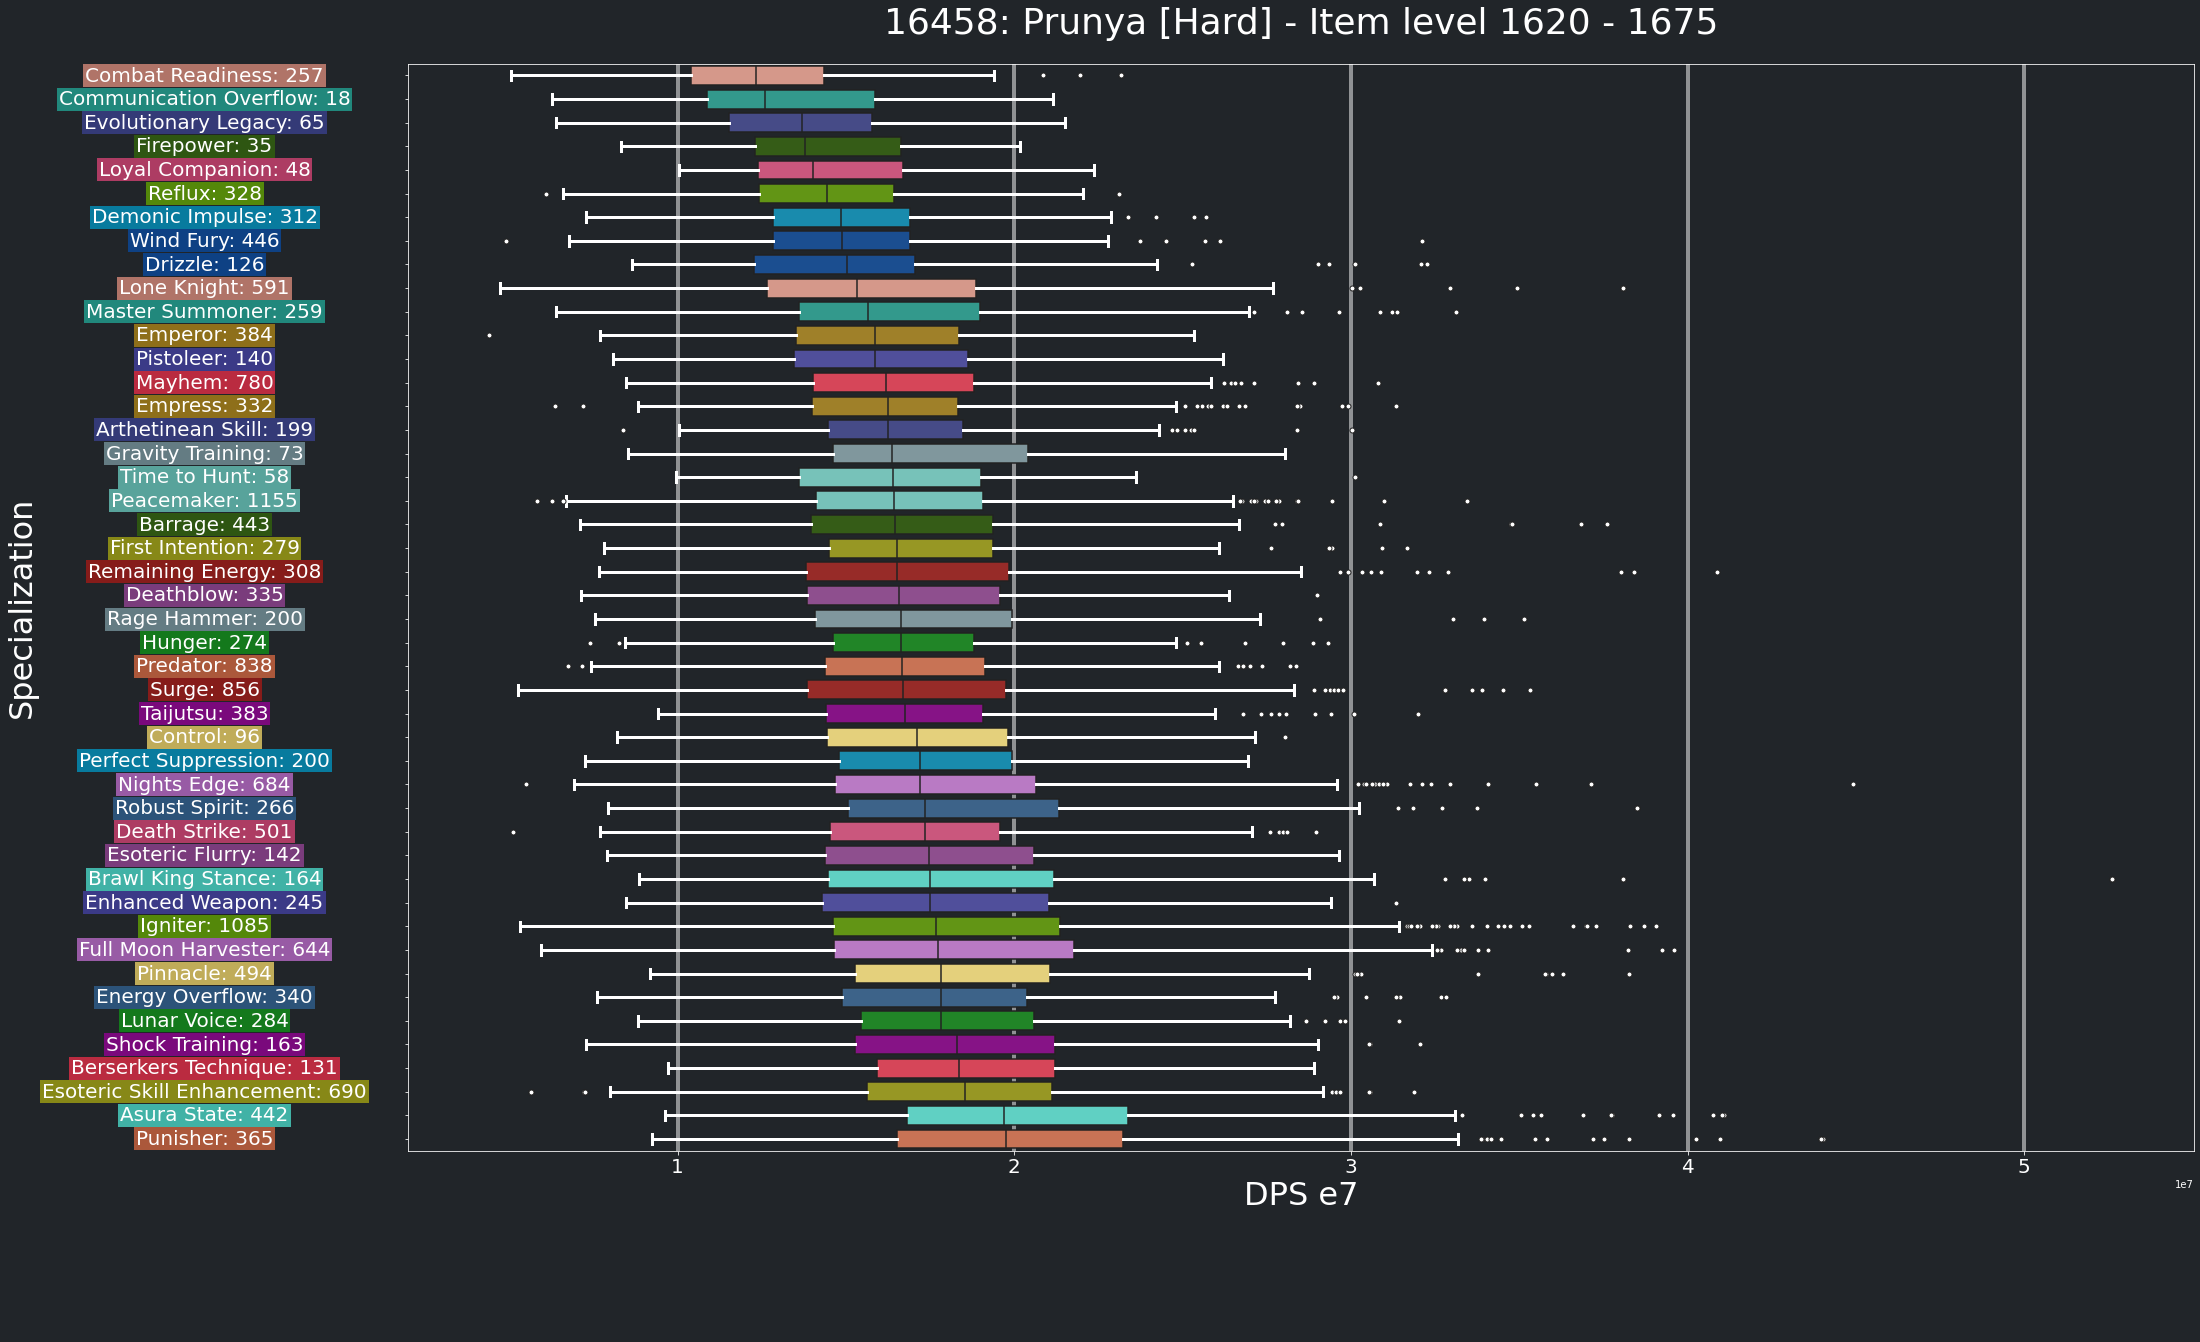 16458: Prunya [Hard] - Item level 1620 - 1675
Combat Readiness: 257
Communication Overflow: 18
Evolutionary Legacy: 65
Firepower: 35
Loyal Companion: 48
Reflux: 328
Demonic Impulse: 312
Wind Fury: 446
Drizzle: 126
Lone Knight: 591
Master Summoner: 259
Emperor: 384
Pistoleer: 140
Mayhem: 780
Empress: 332
Arthetinean Skill: 199
Gravity Training: 73
Time to Hunt: 58
Peacemaker: 1155
Barrage: 443
First Intention: 279
Remaining Energy: 308
Deathblow: 335
Rage Hammer: 200
Hunger: 274
Predator: 838
Surge: 856
Taijutsu: 383
Control: 96
Perfect Suppression: 200
Nights Edge: 684
Robust Spirit: 266
Death Strike: 501
Esoteric Flurry: 142
Brawl King Stance: 164
Enhanced Weapon: 245
Igniter: 1085
Full Moon Harvester: 644
Pinnacle: 494
Energy Overflow: 340
Lunar Voice: 284
Shock Training: 163
Berserkers Technique: 131
Esoteric Skill Enhancement: 690
Asura State: 442
Punisher: 365
Specialization
1 2 3 4 5
DPS e7
1e7